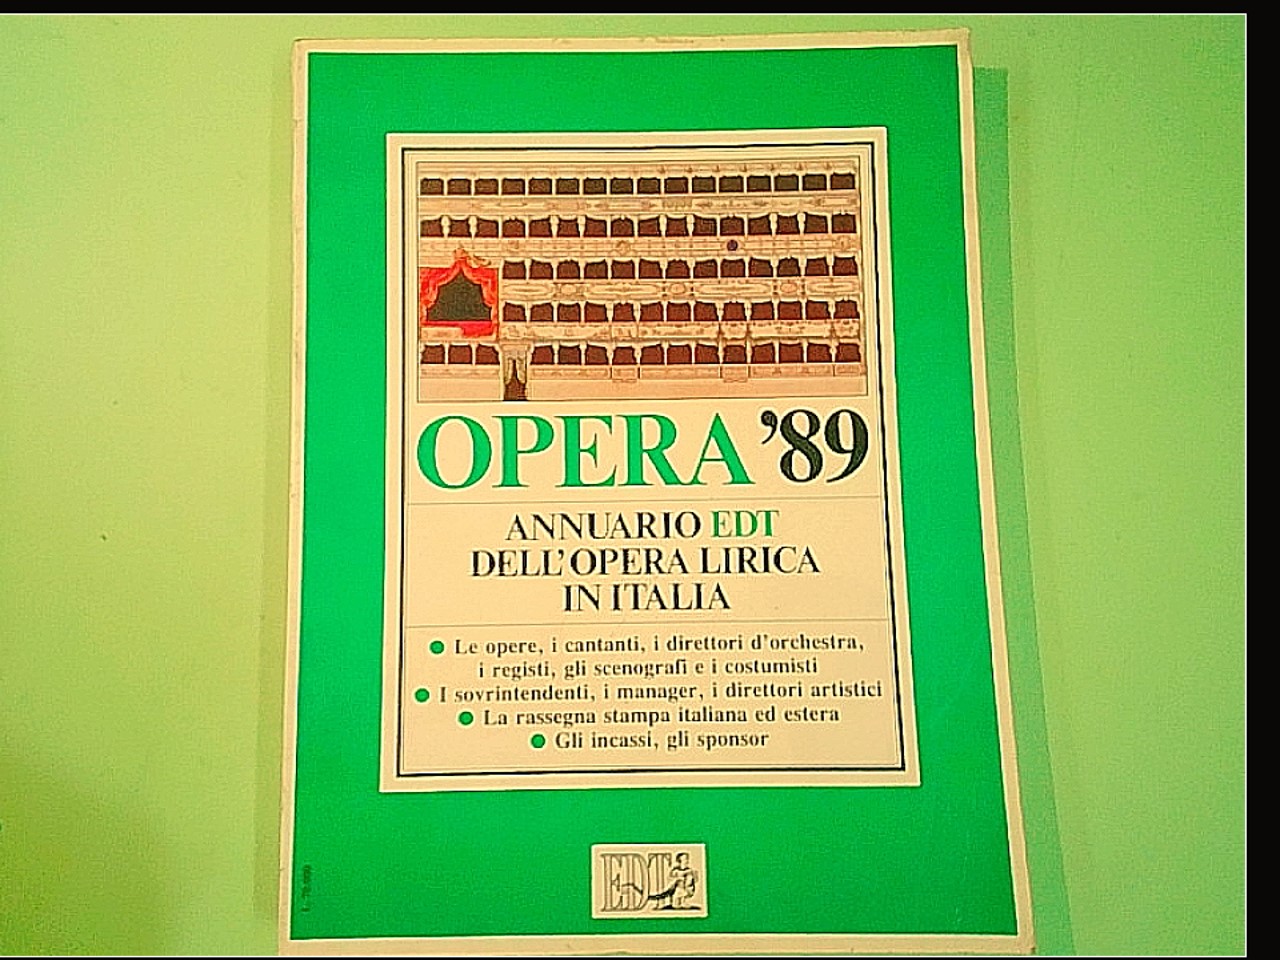 OPERA '89
ANNUARIO EDT
DELL'OPERA LIRICA
IN ITALIA
● Le opere, i cantanti, i direttori d'orchestra,
i registi, gli scenografi e i costumisti
● I sovrintendenti, i manager, i direttori artistici
● La rassegna stampa italiana ed estera
● Gli incassi, gli sponsor
EDT